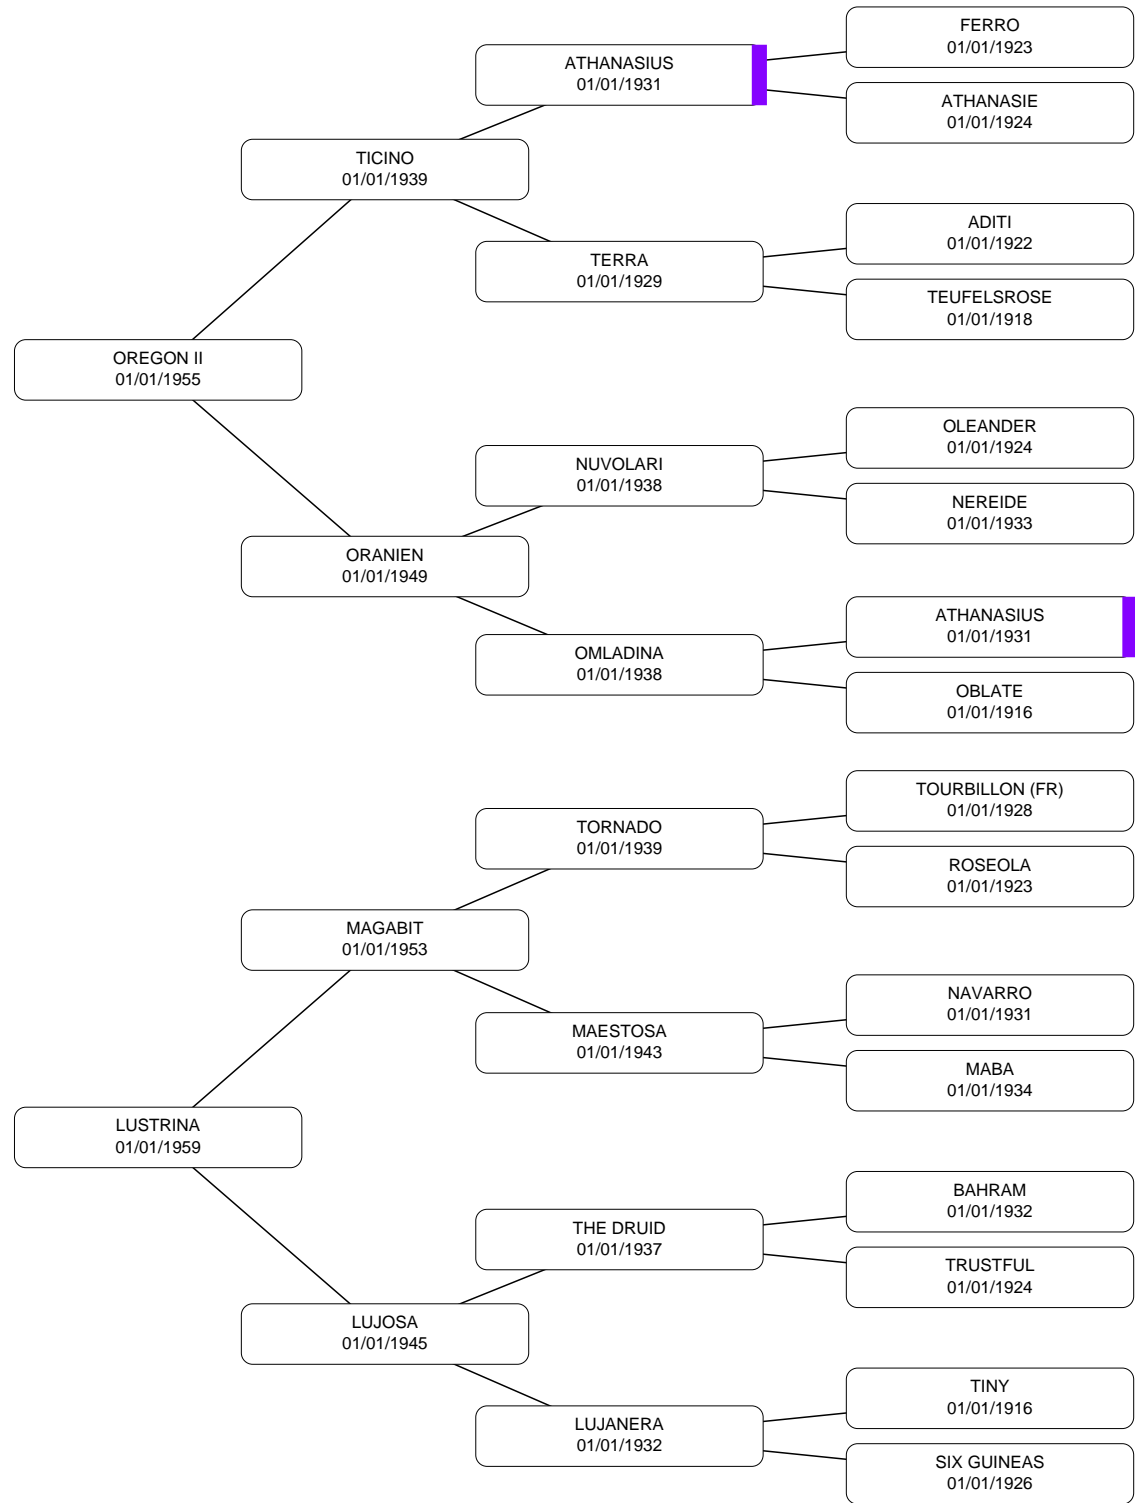 FERRO
01/01/1923
ATHANASIUS
01/01/1931
ATHANASIE
01/01/1924
TICINO
01/01/1939
ADITI
01/01/1922
TERRA
01/01/1929
TEUFELSROSE
01/01/1918
OREGON II
01/01/1955
OLEANDER
01/01/1924
NUVOLARI
01/01/1938
NEREIDE
01/01/1933
ORANIEN
01/01/1949
ATHANASIUS
01/01/1931
OMLADINA
01/01/1938
OBLATE
01/01/1916
TOURBILLON (FR)
01/01/1928
TORNADO
01/01/1939
ROSEOLA
01/01/1923
MAGABIT
01/01/1953
NAVARRO
01/01/1931
MAESTOSA
01/01/1943
MABA
01/01/1934
LUSTRINA
01/01/1959
BAHRAM
01/01/1932
THE DRUID
01/01/1937
TRUSTFUL
01/01/1924
LUJOSA
01/01/1945
TINY
01/01/1916
LUJANERA
01/01/1932
SIX GUINEAS
01/01/1926